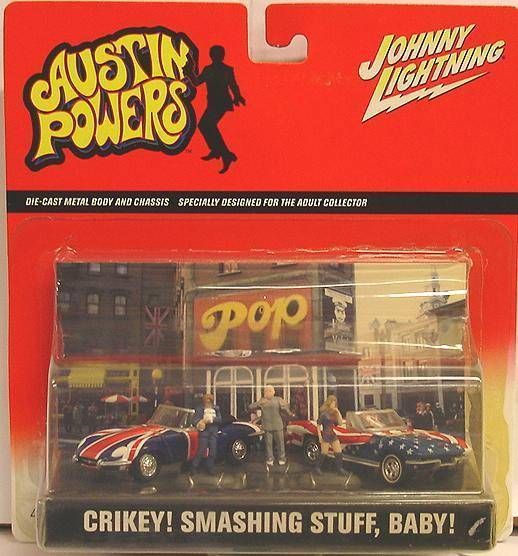 AUSTIN
POWERS
TM
JOHNNY
LIGHTNING
DIE-CAST METAL BODY AND CHASSIS SPECIALLY DESIGNED FOR THE ADULT COLLECTOR
Pop
CRIKEY! SMASHING STUFF, BABY!